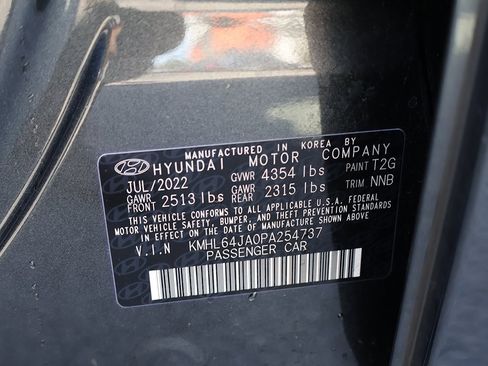 MANUFACTURED IN KOREA BY
HYUNDAI MOTOR COMPANY
JUL/2022 GVWR 4354 lbs PAINT T2G
GAWR FRONT 2513 lbs GAWR REAR 2315 lbs TRIM NNB
THIS VEHICLE CONFORMS TO ALL APPLICABLE U.S.A. FEDERAL
MOTOR VEHICLE SAFETY, BUMPER, AND THEFT PREVENTION STANDARDS
IN EFFECT ON THE DATE OF MANUFACTURE SHOWN ABOVE.
V.I.N KMHL64JA0PA254737
PASSENGER CAR